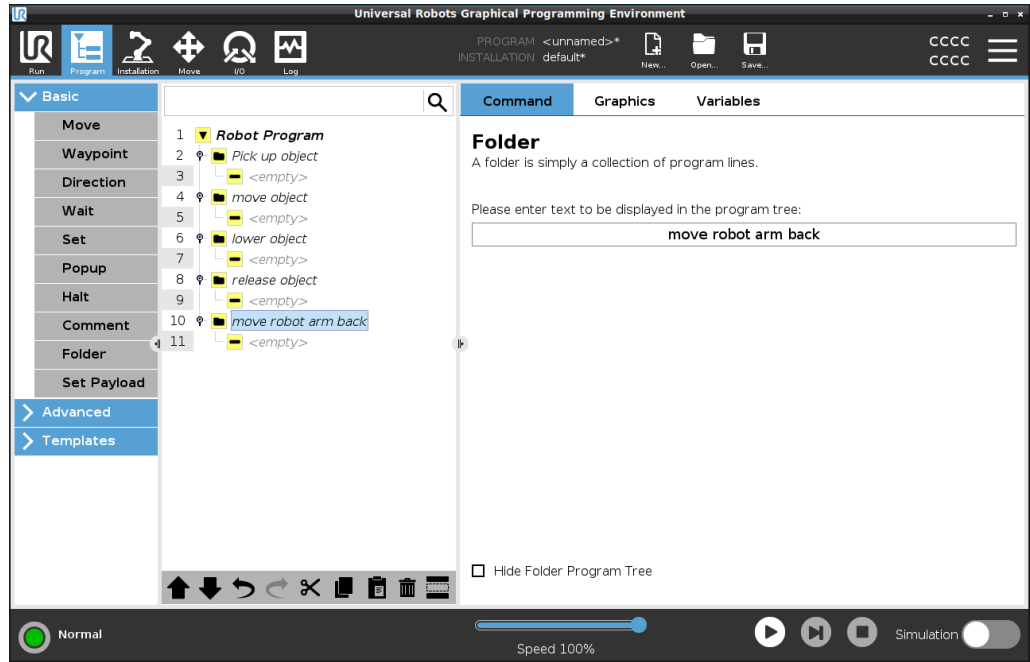 Universal Robots Graphical Programming Environment
UR
Run
Program
Installation
Move
I/O
Log
PROGRAM <unnamed>*
INSTALLATION default*
New...
Open...
Save...
CCCC
CCCC
Basic
Move
Waypoint
Direction
Wait
Set
Popup
Halt
Comment
Folder
Set Payload
Advanced
Templates
1 Robot Program
2 Pick up object
3 <empty>
4 move object
5 <empty>
6 lower object
7 <empty>
8 release object
9 <empty>
10 move robot arm back
11 <empty>
Command Graphics Variables
Folder
A folder is simply a collection of program lines.
Please enter text to be displayed in the program tree:
move robot arm back
Hide Folder Program Tree
Normal
Speed 100%
Simulation